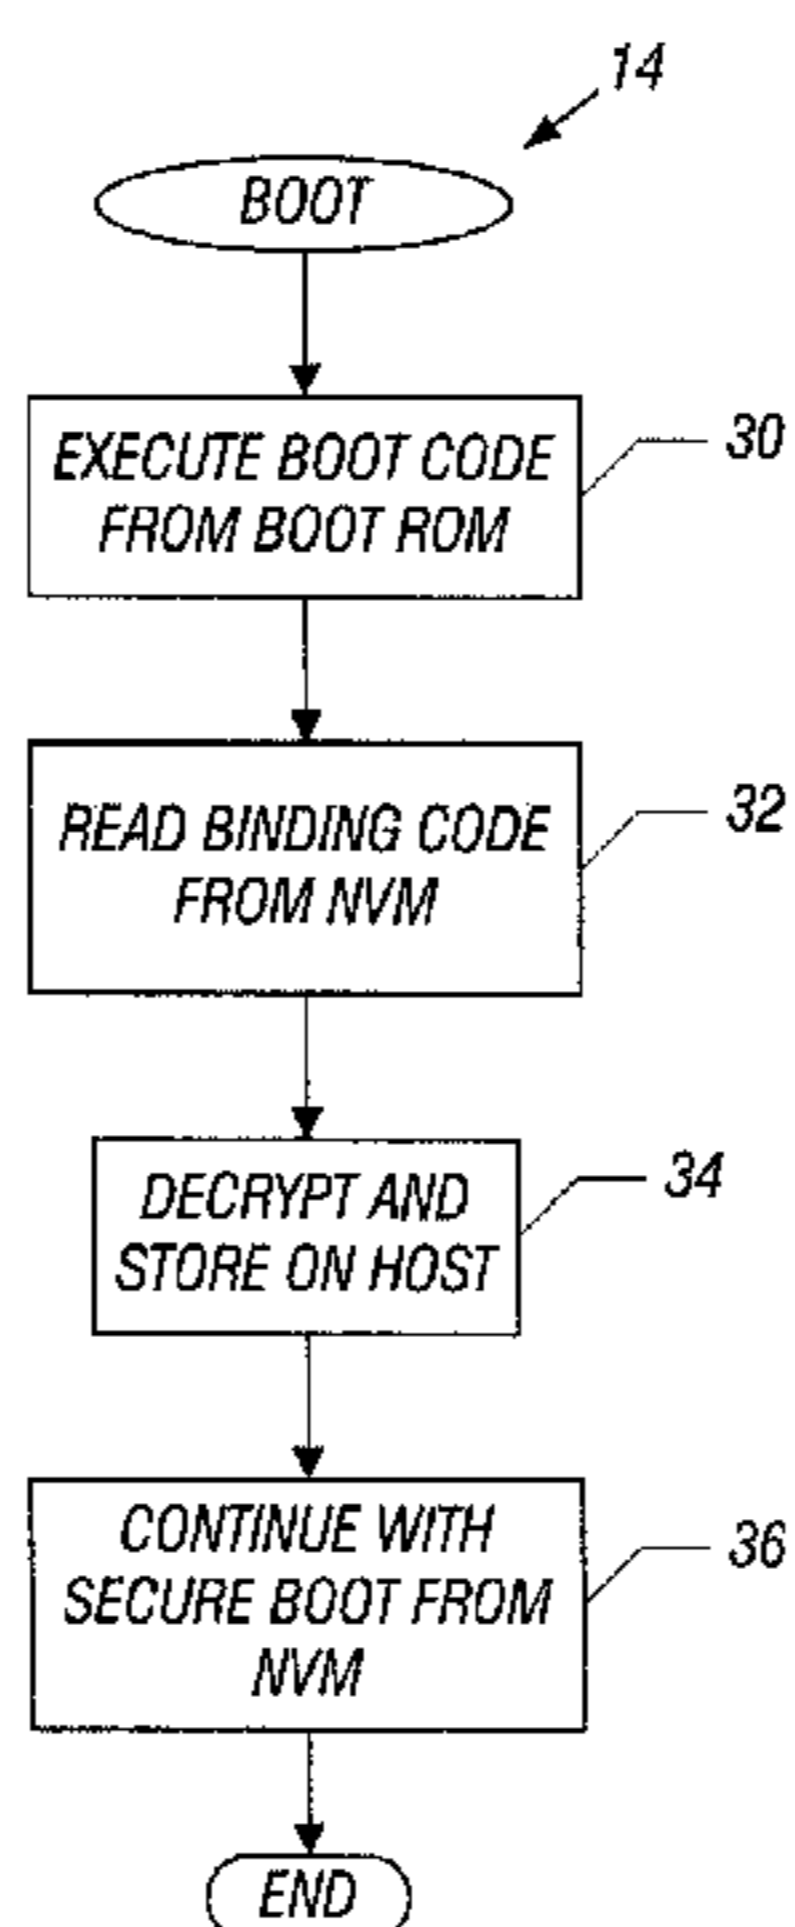 14
BOOT
EXECUTE BOOT CODE
FROM BOOT ROM
30
READ BINDING CODE
FROM NVM
32
DECRYPT AND
STORE ON HOST
34
CONTINUE WITH
SECURE BOOT FROM
NVM
36
END